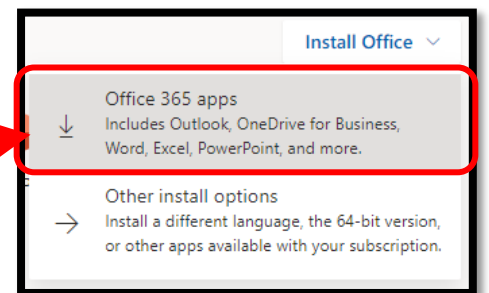 Install Office
Office 365 apps
Includes Outlook, OneDrive for Business,
Word, Excel, PowerPoint, and more.
Other install options
Install a different language, the 64-bit version,
or other apps available with your subscription.